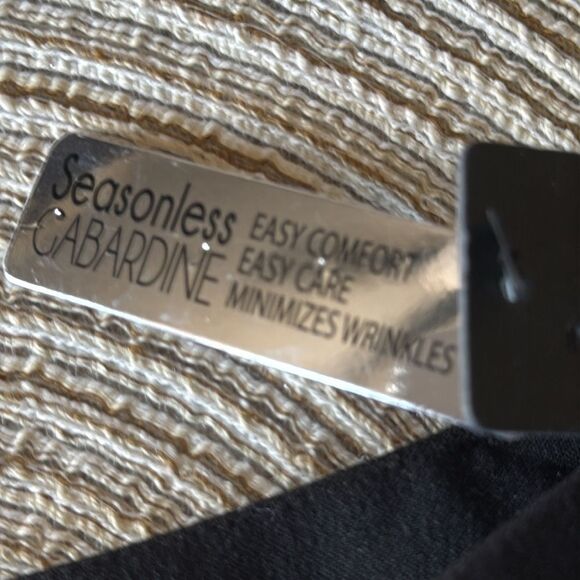 Seasonless
GABARDINE
EASY COMFORT
EASY CARE
MINIMIZES WRINKLES